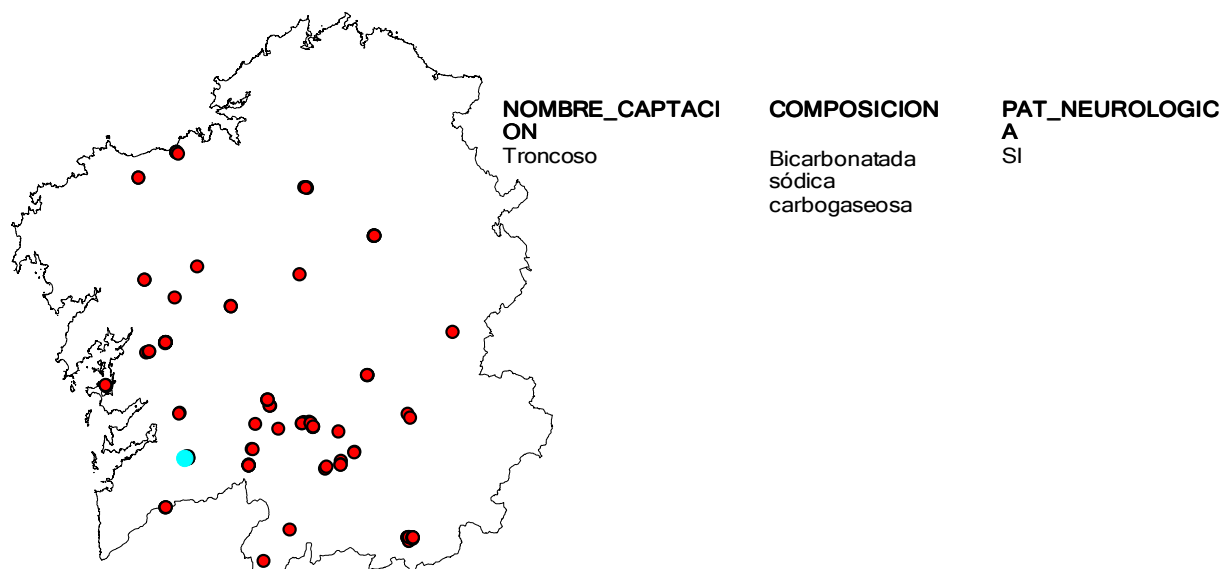 NOMBRE_CAPTACI COMPOSICION PAT_NEUROLOGIC
ON A
Troncoso Bicarbonatada SI
sódica
carbogaseosa